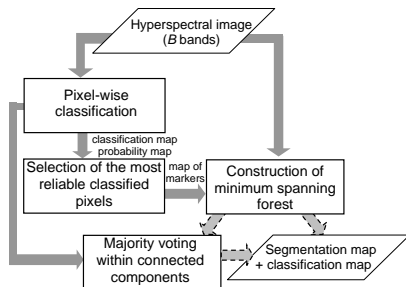 Hyperspectral image
(B bands)
Pixel-wise
classification
classification map
probability map
Selection of the most
reliable classified
pixels
map of
markers
Construction of
minimum spanning
forest
Majority voting
within connected
components
Segmentation map
+ classification map